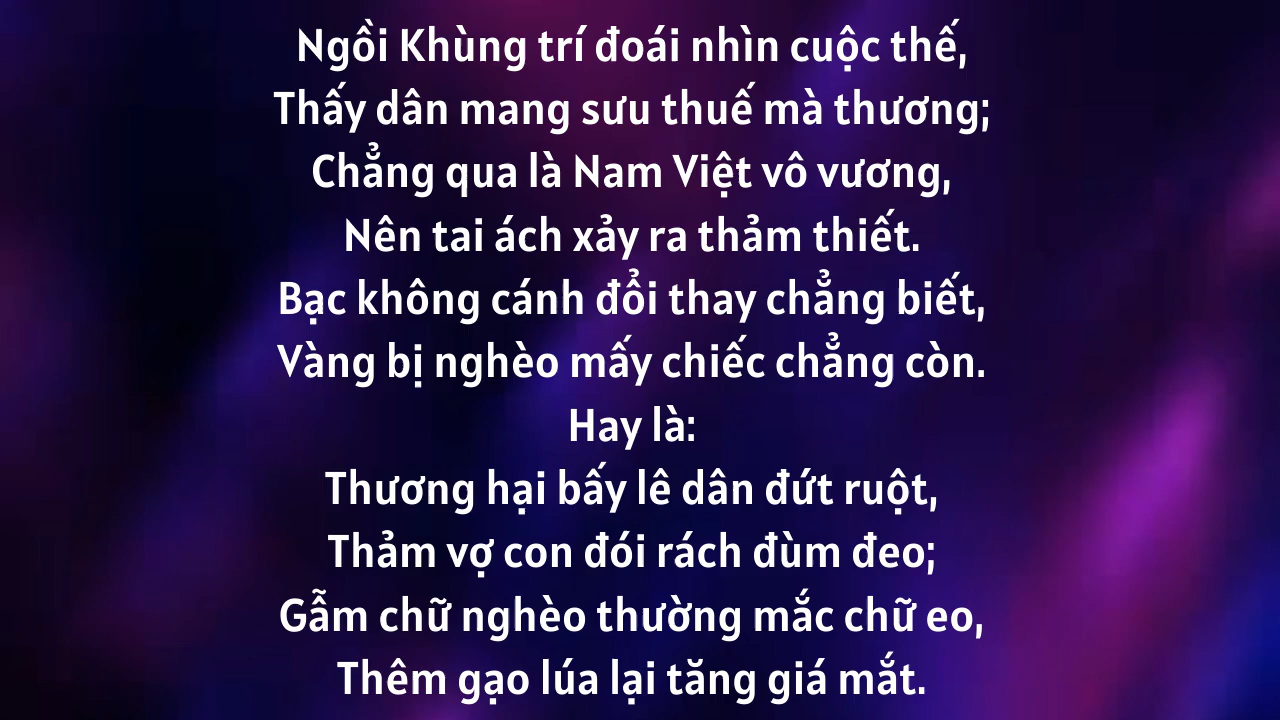 Ngồi Khùng trí đoái nhìn cuộc thế,
Thấy dân mang sưu thuế mà thương;
Chẳng qua là Nam Việt vô vương,
Nên tai ách xảy ra thảm thiết.
Bạc không cánh đổi thay chẳng biết,
Vàng bị nghèo mấy chiếc chẳng còn.
Hay là:
Thương hại bấy lê dân đứt ruột,
Thảm vợ con đói rách đùm đeo;
Gẫm chữ nghèo thường mắc chữ eo,
Thêm gạo lúa lại tăng giá mắt.